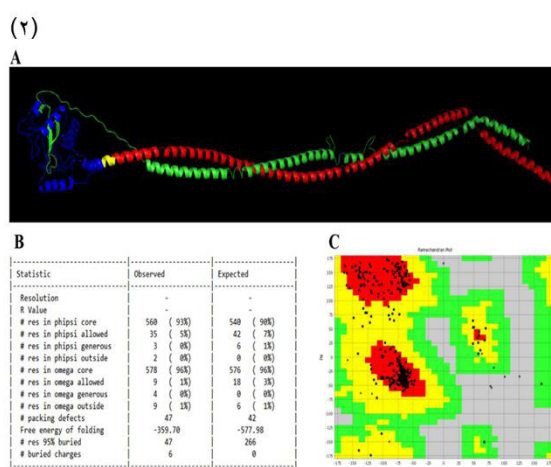 (۲)
A
B
C
Statistic | Observed | Expected
Resolution | - | -
R Value | - | -
# res in phipsi core | 560 ( 93%) | 540 ( 90%)
# res in phipsi allowed | 35 ( 5%) | 42 ( 7%)
# res in phipsi generous | 3 ( 0%) | 6 ( 1%)
# res in phipsi outside | 2 ( 0%) | 0 ( 0%)
# res in omega core | 578 ( 96%) | 576 ( 96%)
# res in omega allowed | 9 ( 1%) | 18 ( 3%)
# res in omega generous | 4 ( 0%) | 0 ( 0%)
# res in omega outside | 9 ( 1%) | 6 ( 1%)
# packing defects | 47 | 42
Free energy of folding | -359.70 | -577.98
# res 95% buried | 47 | 266
# buried charges | 6 | 0
Ramachandran Plot